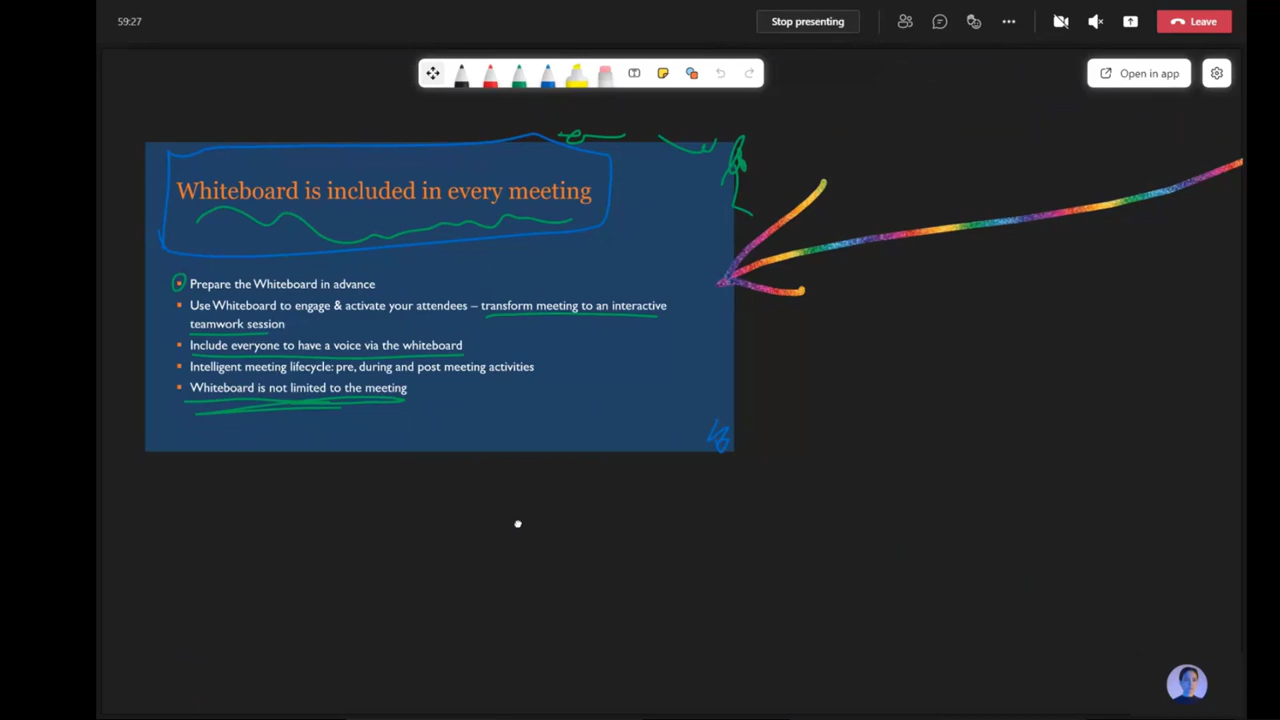 59:27
Stop presenting
Leave
Open in app
Whiteboard is included in every meeting
Prepare the Whiteboard in advance
Use Whiteboard to engage & activate your attendees – transform meeting to an interactive
teamwork session
Include everyone to have a voice via the whiteboard
Intelligent meeting lifecycle: pre, during and post meeting activities
Whiteboard is not limited to the meeting